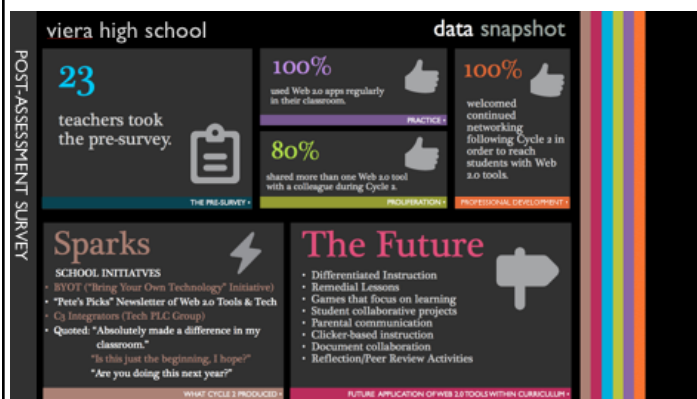 viera high school
data snapshot
POST-ASSESSMENT SURVEY
23
teachers took
the pre-survey.
THE PRE-SURVEY •
100%
used Web 2.0 apps regularly
in their classroom.
PRACTICE •
80%
shared more than one Web 2.0 tool
with a colleague during Cycle 2.
PROLIFERATION •
100%
welcomed
continued
networking
following Cycle 2 in
order to reach
students with Web
2.0 tools.
PROFESSIONAL DEVELOPMENT •
Sparks
SCHOOL INITIATVES
• BYOT ("Bring Your Own Technology" Initiative)
• "Pete's Picks" Newsletter of Web 2.0 Tools & Tech
• C3 Integrators (Tech PLC Group)
• Quoted: "Absolutely made a difference in my
classroom."
"Is this just the beginning, I hope?"
"Are you doing this next year?"
WHAT CYCLE 2 PRODUCED •
The Future
• Differentiated Instruction
• Remedial Lessons
• Games that focus on learning
• Student collaborative projects
• Parental communication
• Clicker-based instruction
• Document collaboration
• Reflection/Peer Review Activities
FUTURE APPLICATION OF WEB 2.0 TOOLS WITHIN CURRICULUM •